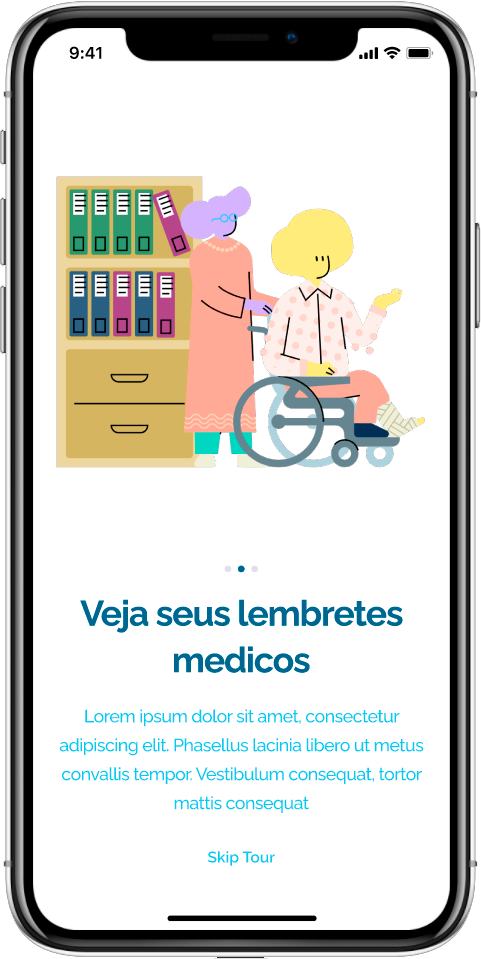 9:41
Veja seus lembretes
medicos
Lorem ipsum dolor sit amet, consectetur
adipiscing elit. Phasellus lacinia libero ut metus
convallis tempor. Vestibulum consequat, tortor
mattis consequat
Skip Tour